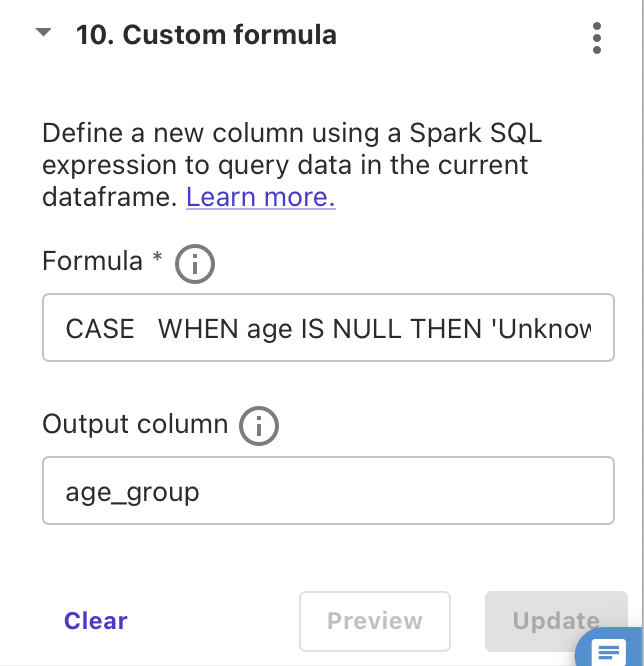 10. Custom formula
Define a new column using a Spark SQL
expression to query data in the current
dataframe. Learn more.
Formula *
CASE   WHEN age IS NULL THEN 'Unknow
Output column
age_group
Clear
Preview
Update